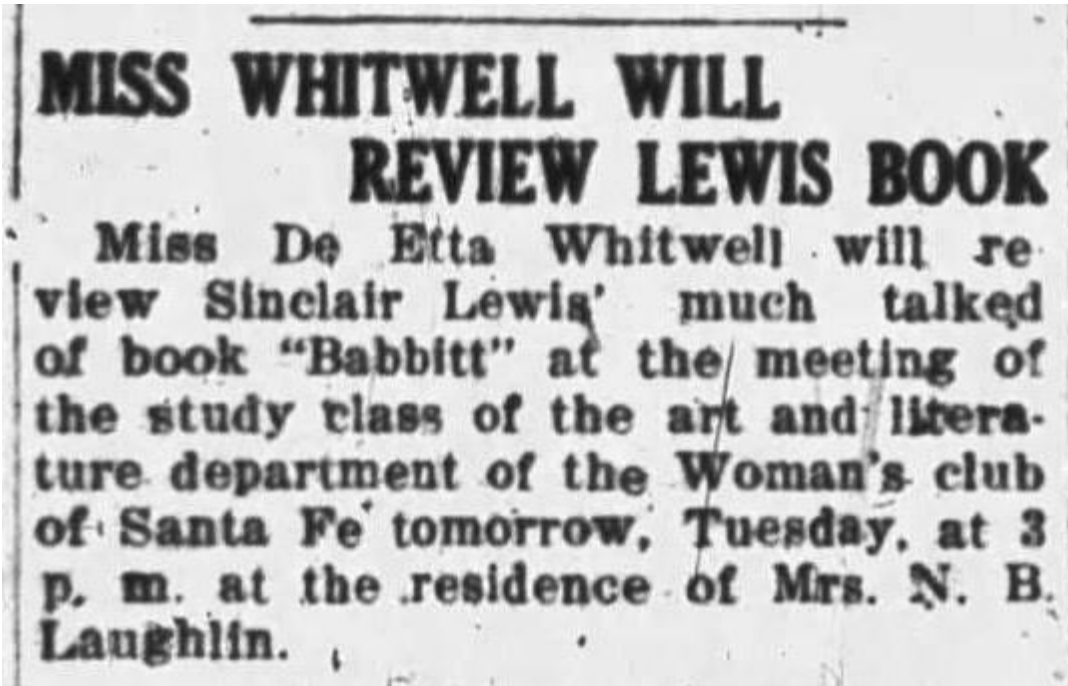 MISS WHITWELL WILL
REVIEW LEWIS BOOK
Miss De Etta Whitwell will re-
view Sinclair Lewis' much talked
of book "Babbitt" at the meeting of
the study class of the art and litera-
ture department of the Woman's club
of Santa Fe tomorrow, Tuesday, at 3
p. m. at the residence of Mrs. N. B.
Laughlin.